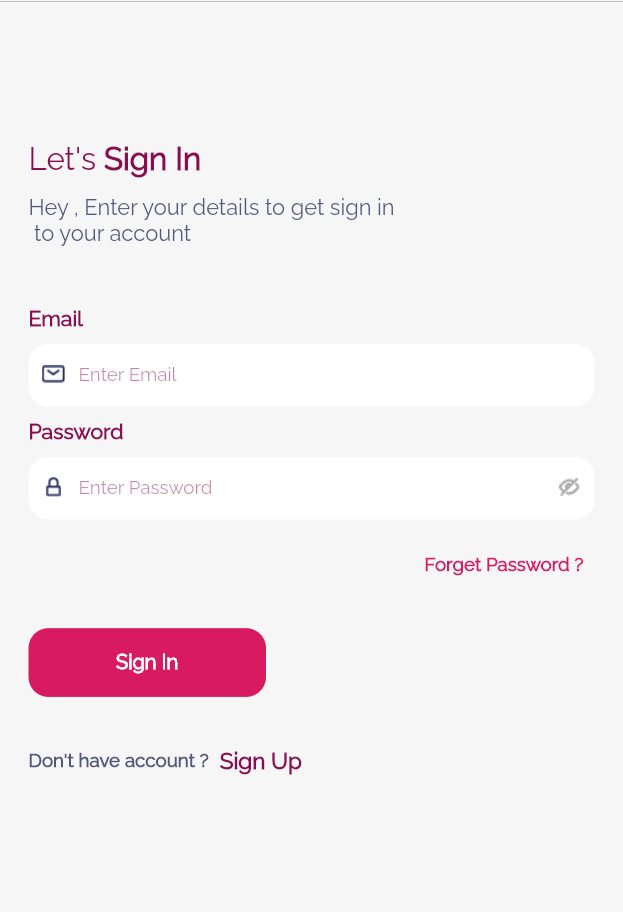 Let's Sign In
Hey , Enter your details to get sign in
to your account
Email
Enter Email
Password
Enter Password
Forget Password ?
Sign In
Don't have account ? Sign Up